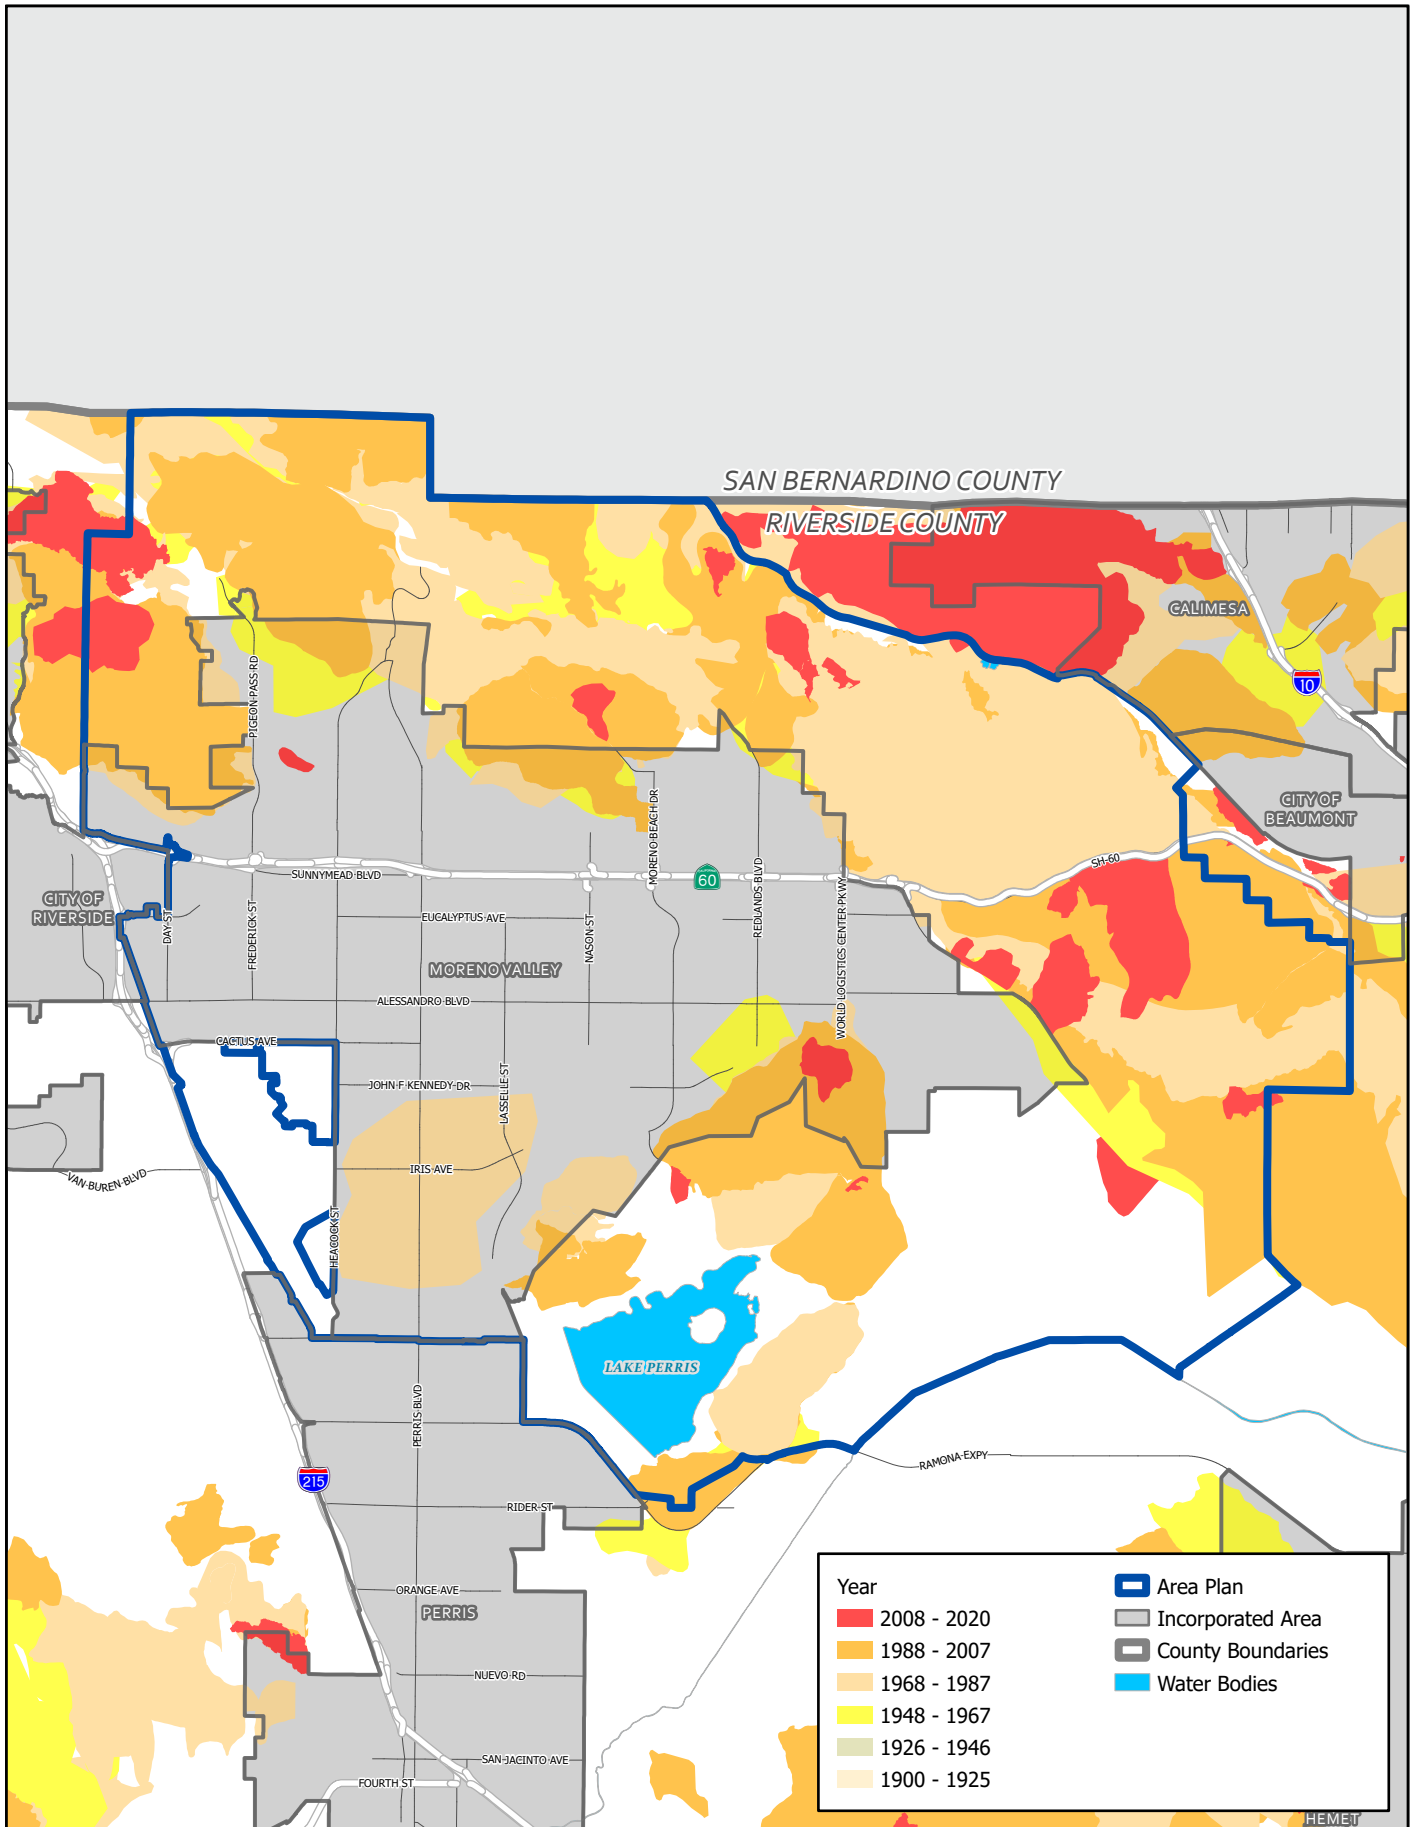 SAN BERNARDINO COUNTY
RIVERSIDE COUNTY
CALIMESA
10
PIGEON PASS RD
CITY OF
BEAUMONT
MORENO BEACH DR
SH-60
SUNNYMEAD BLVD
60
REDLANDS BLVD
CITY OF
RIVERSIDE
DAY ST
FREDERICK ST
EUCALYPTUS AVE
NASON ST
WORLD LOGISTICS CENTER PKWY
MORENO VALLEY
ALESSANDRO BLVD
CACTUS AVE
JOHN F KENNEDY DR
LASSELLE ST
VAN BUREN BLVD
IRIS AVE
HEACOCK ST
LAKE PERRIS
PERRIS BLVD
RAMONA EXPY
215
RIDER ST
ORANGE AVE
PERRIS
NUEVO RD
SAN JACINTO AVE
FOURTH ST
HEMET
Year
2008 - 2020
1988 - 2007
1968 - 1987
1948 - 1967
1926 - 1946
1900 - 1925
Area Plan
Incorporated Area
County Boundaries
Water Bodies